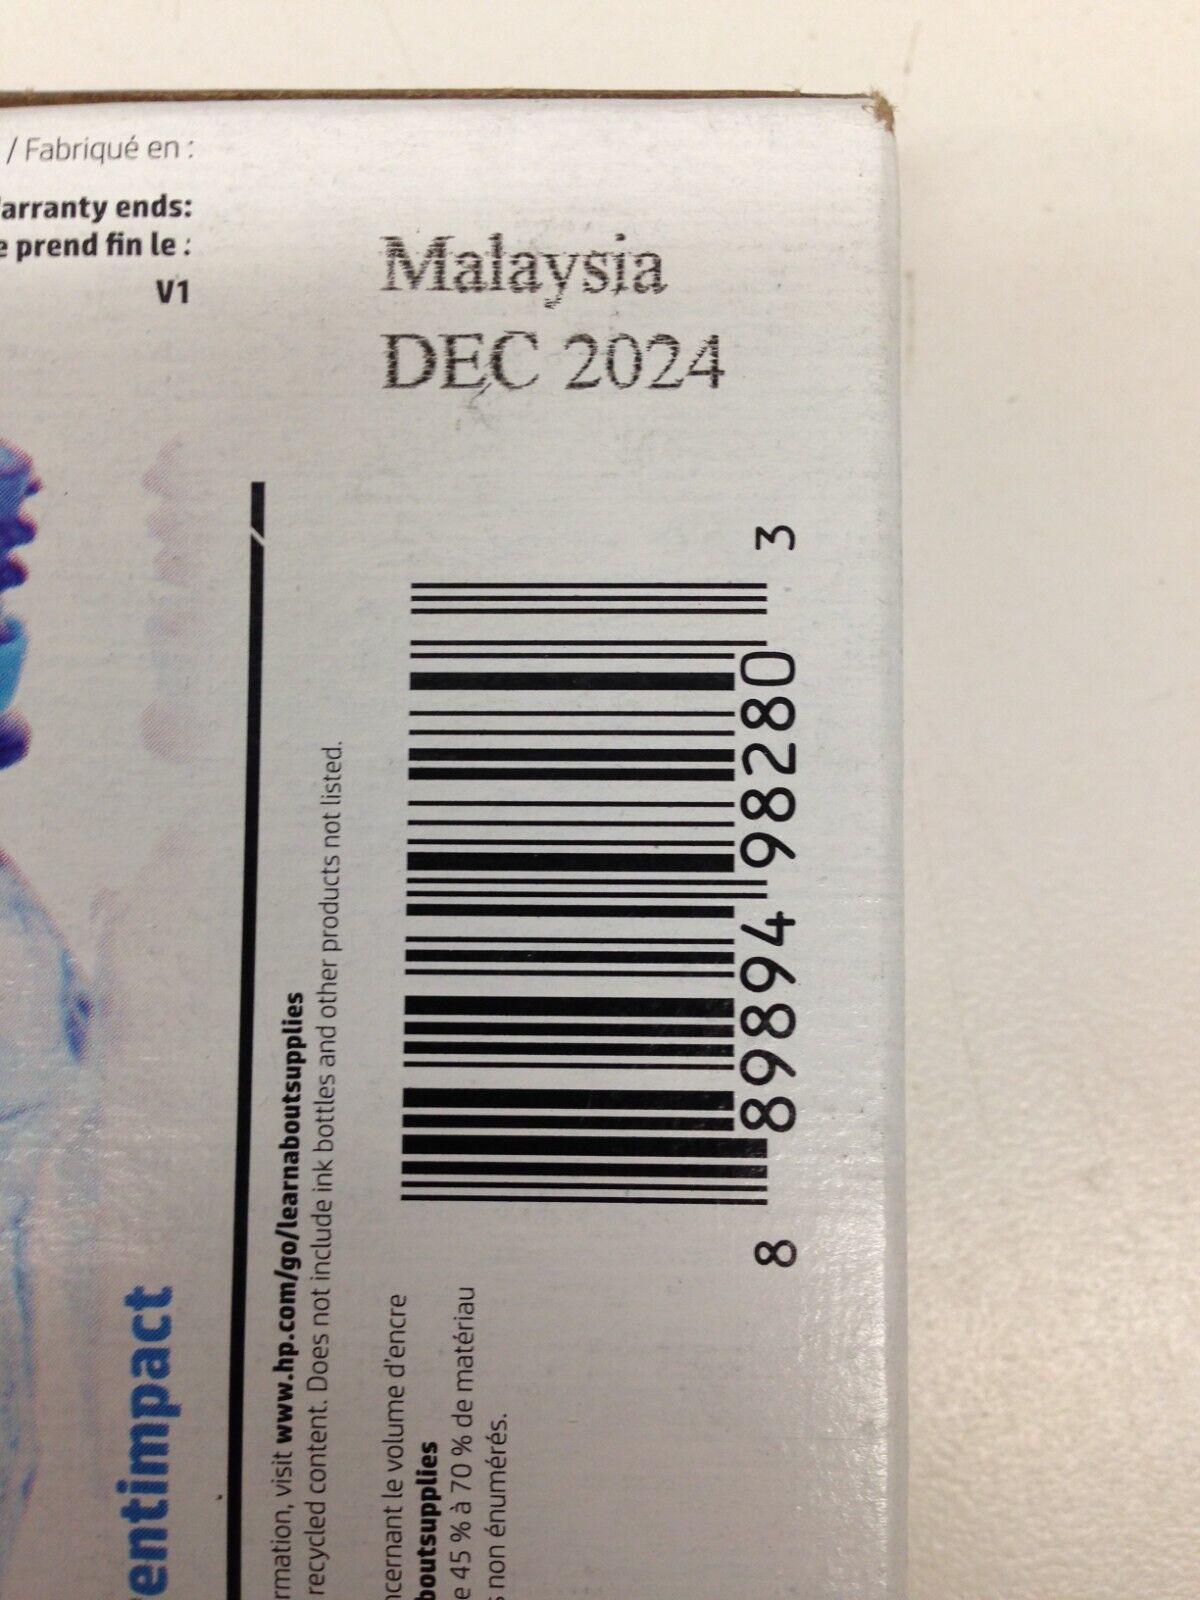 / Fabriqué en :
arranty ends:
e prend fin le :
V1
Malaysia
DEC 2024
8 89894 98280 3
entimpact
rmation, visit www.hp.com/go/learnaboutsupplies
recycled content. Does not include ink bottles and other products not listed.
ncernant le volume d'encre
boutsupplies
e 45 % à 70 % de matériau
s non énumérés.